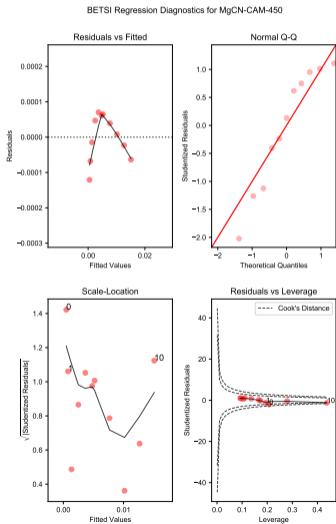 BETSI Regression Diagnostics for MgCN-CAM-450
Residuals vs Fitted
Residuals
0.0002
0.0001
0.0000
−0.0001
−0.0002
−0.0003
0.00
0.02
Fitted Values
Normal Q-Q
Studentized Residuals
1.0
0.5
0.0
−0.5
−1.0
−1.5
−2.0
−2
−1
0
1
Theoretical Quantiles
Scale-Location
√|Studentized Residuals|
1.4
1.2
1.0
0.8
0.6
0.4
0
1
10
0.00
0.01
Fitted Values
Residuals vs Leverage
Cook's Distance
Studentized Residuals
40
20
0
−20
−40
10
0.0
0.1
0.2
0.3
0.4
Leverage